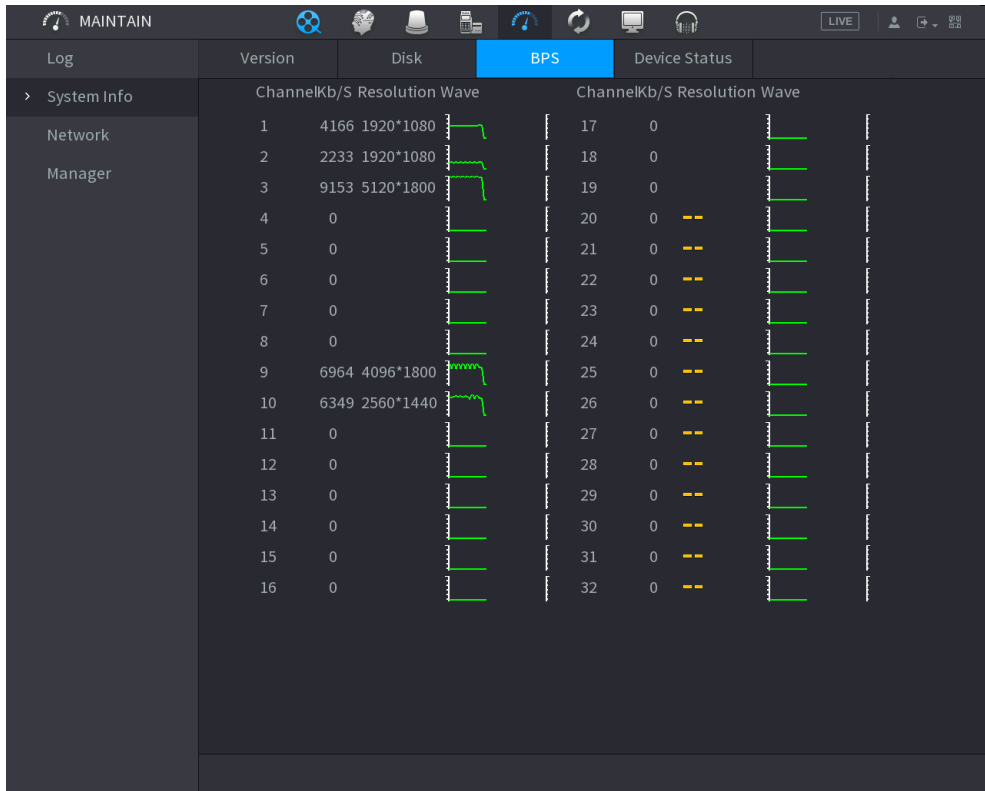 MAINTAIN LIVE
Log Version Disk BPS Device Status
System Info
Network
Manager
ChannelKb/S Resolution Wave ChannelKb/S Resolution Wave
1 4166 1920*1080 17 0
2 2233 1920*1080 18 0
3 9153 5120*1800 19 0
4 0 20 0 --
5 0 21 0 --
6 0 22 0 --
7 0 23 0 --
8 0 24 0 --
9 6964 4096*1800 25 0 --
10 6349 2560*1440 26 0 --
11 0 27 0 --
12 0 28 0 --
13 0 29 0 --
14 0 30 0 --
15 0 31 0 --
16 0 32 0 --